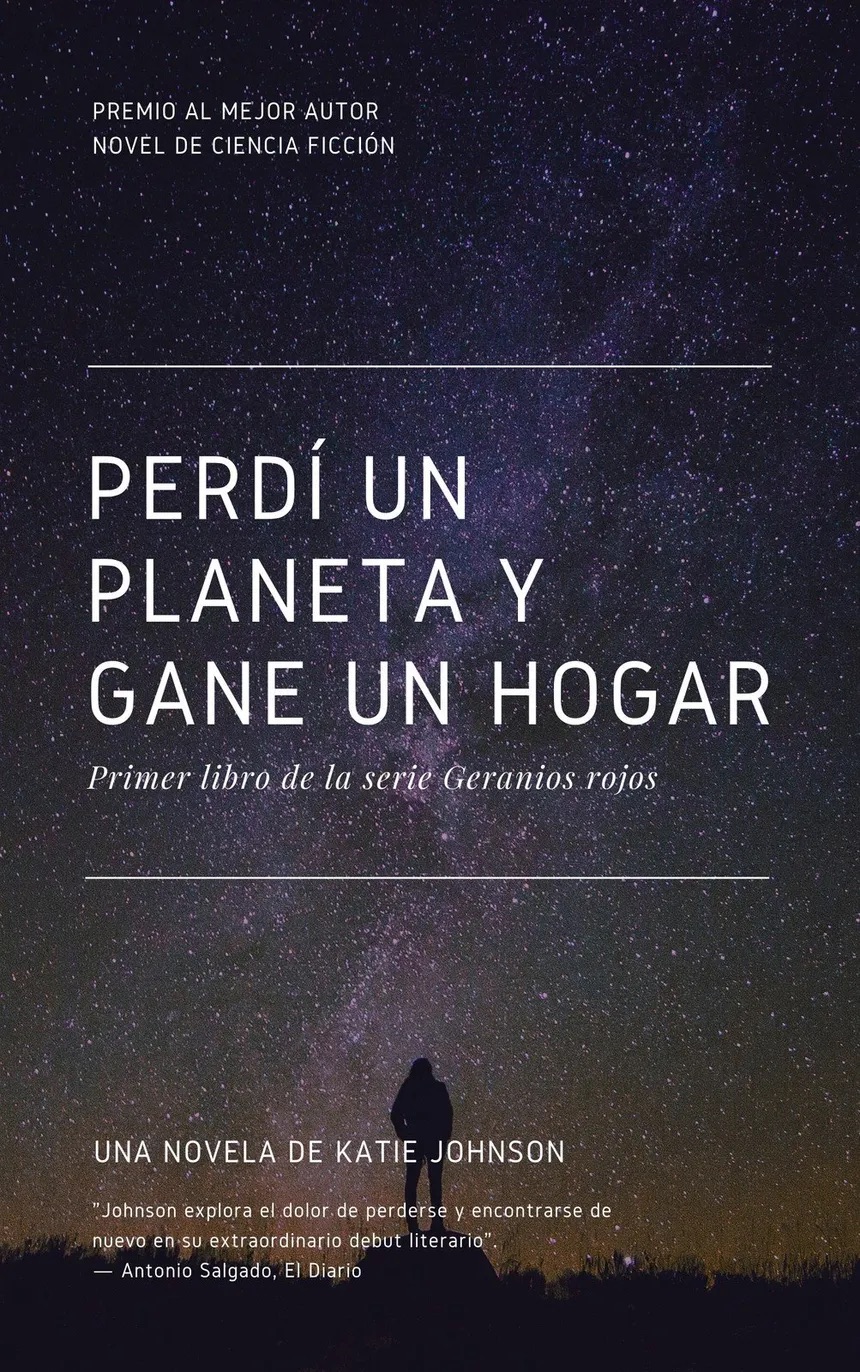 PREMIO AL MEJOR AUTOR
NOVEL DE CIENCIA FICCIÓN
PERDÍ UN
PLANETA Y
GANE UN HOGAR
Primer libro de la serie Geranios rojos
UNA NOVELA DE KATIE JOHNSON
"Johnson explora el dolor de perderse y encontrarse de
nuevo en su extraordinario debut literario".
— Antonio Salgado, El Diario